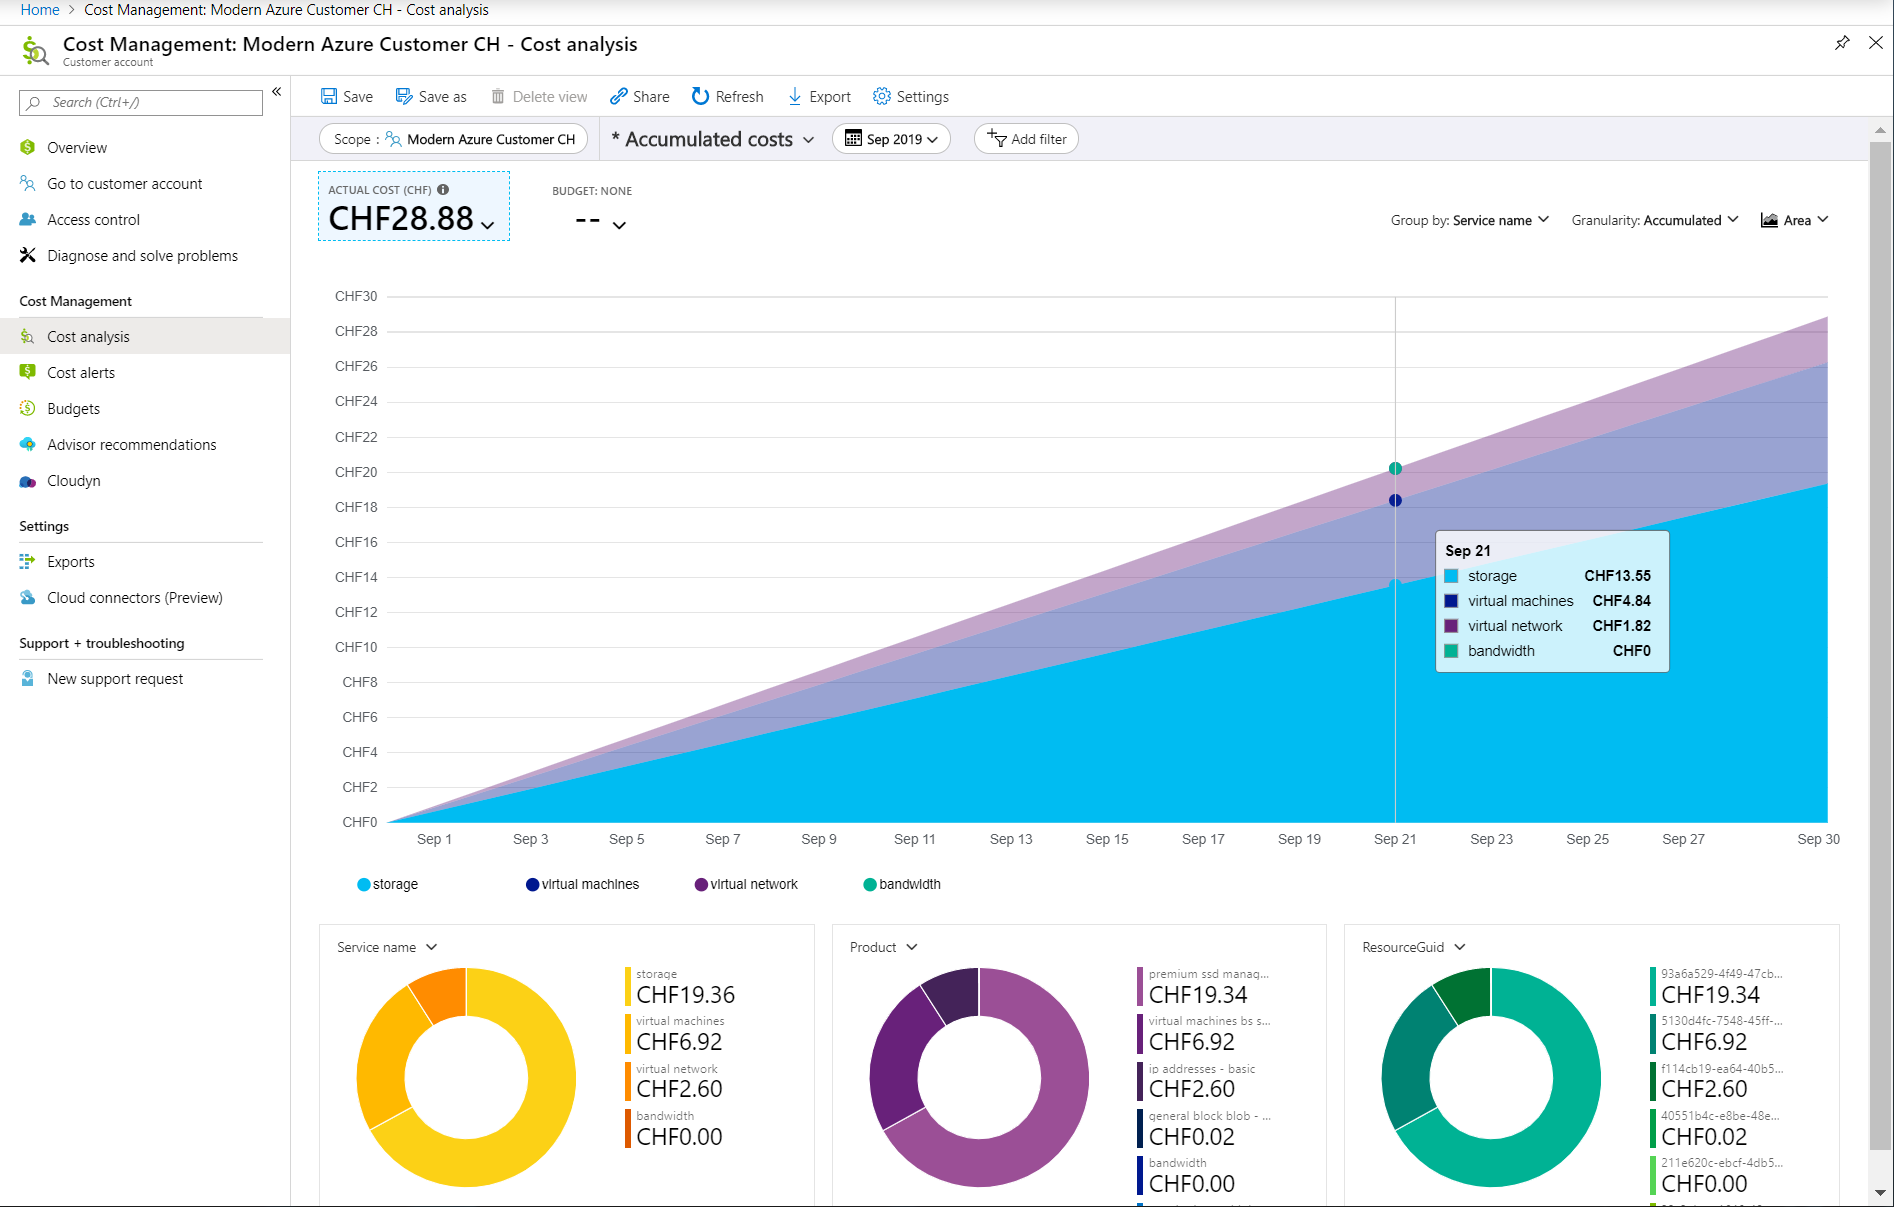 Home > Cost Management: Modern Azure Customer CH - Cost analysis
Cost Management: Modern Azure Customer CH - Cost analysis
Customer account
Search (Ctrl+/)
«
Overview
Go to customer account
Access control
Diagnose and solve problems
Cost Management
Cost analysis
Cost alerts
Budgets
Advisor recommendations
Cloudyn
Settings
Exports
Cloud connectors (Preview)
Support + troubleshooting
New support request
Save Save as Delete view Share Refresh Export Settings
Scope : Modern Azure Customer CH * Accumulated costs Sep 2019 Add filter
ACTUAL COST (CHF) BUDGET: NONE
CHF28.88 --
Group by: Service name Granularity: Accumulated Area
CHF30
CHF28
CHF26
CHF24
CHF22
CHF20
CHF18
CHF16
CHF14
CHF12
CHF10
CHF8
CHF6
CHF4
CHF2
CHF0
Sep 21
storage CHF13.55
virtual machines CHF4.84
virtual network CHF1.82
bandwidth CHF0
Sep 1 Sep 3 Sep 5 Sep 7 Sep 9 Sep 11 Sep 13 Sep 15 Sep 17 Sep 19 Sep 21 Sep 23 Sep 25 Sep 27 Sep 30
storage virtual machines virtual network bandwidth
Service name
storage
CHF19.36
virtual machines
CHF6.92
virtual network
CHF2.60
bandwidth
CHF0.00
Product
premium ssd manag...
CHF19.34
virtual machines bs s...
CHF6.92
ip addresses - basic
CHF2.60
general block blob - ...
CHF0.02
bandwidth
CHF0.00
ResourceGuid
93a6a529-4f49-47cb...
CHF19.34
5130d4fc-7548-45ff-...
CHF6.92
f114cb19-ea64-40b5...
CHF2.60
40551b4c-e8be-48e...
CHF0.02
211e620c-ebcf-4db5...
CHF0.00